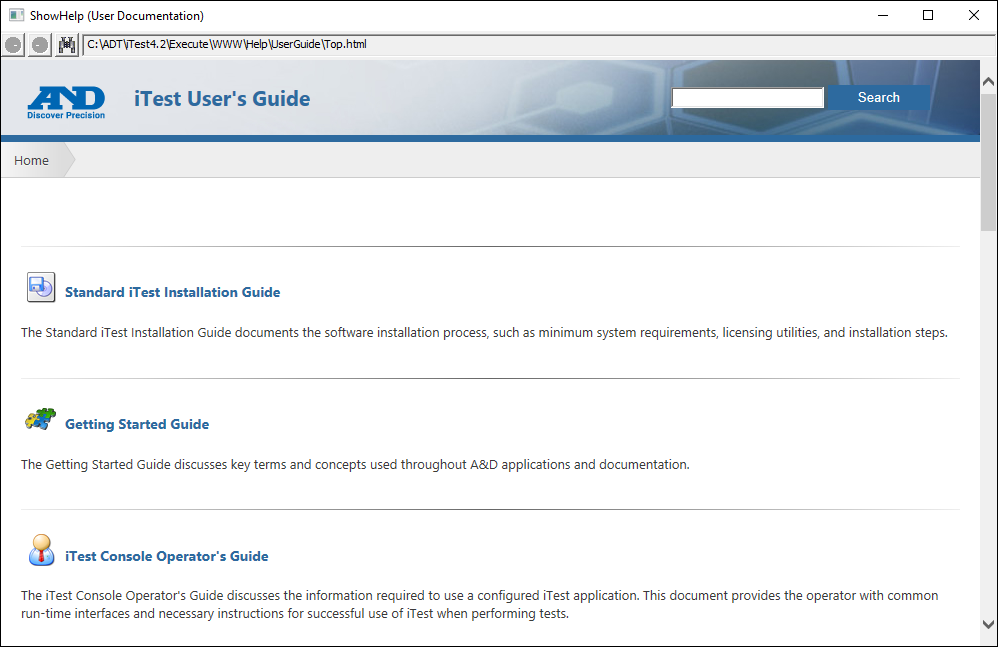 ShowHelp (User Documentation)
C:\ADT\iTest4.2\Execute\WWW\Help\UserGuide\Top.html
AND
Discover Precision
iTest User's Guide
Search
Home
Standard iTest Installation Guide
The Standard iTest Installation Guide documents the software installation process, such as minimum system requirements, licensing utilities, and installation steps.
Getting Started Guide
The Getting Started Guide discusses key terms and concepts used throughout A&D applications and documentation.
iTest Console Operator's Guide
The iTest Console Operator's Guide discusses the information required to use a configured iTest application. This document provides the operator with common
run-time interfaces and necessary instructions for successful use of iTest when performing tests.